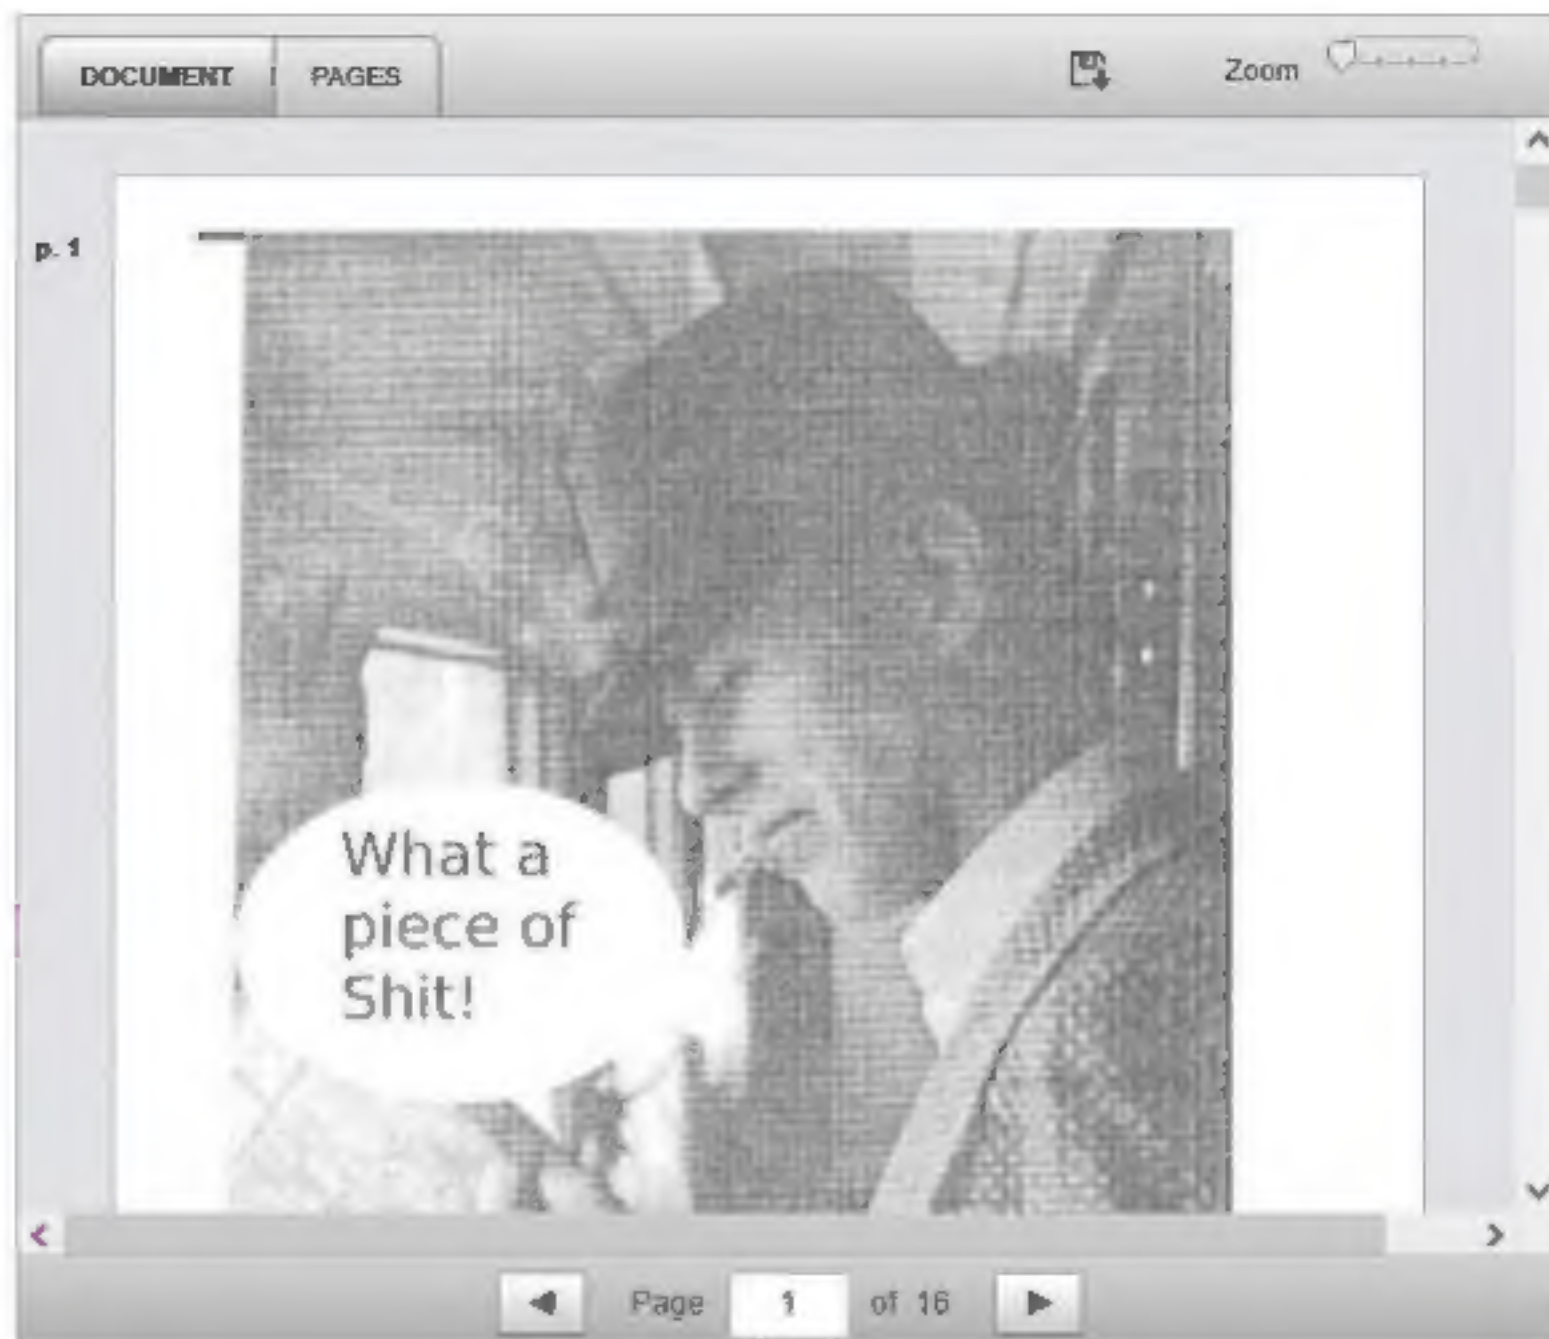 DOCUMENT PAGES Zoom
p. 1
What a
piece of
Shit!
Page 1 of 16